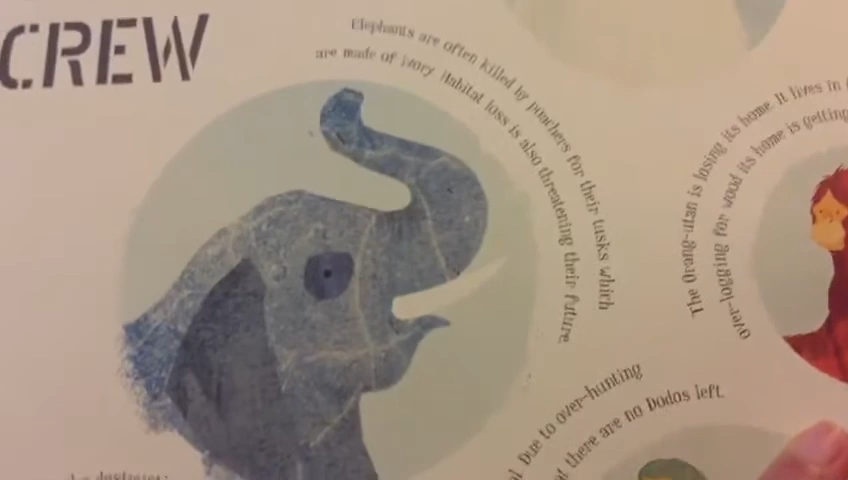 CREW
Elephants are often killed by poachers for their tusks which
are made of ivory. Habitat loss is also threatening their future
The Orang-utan is losing its home. It lives in
over-logging for wood its home is getting
Due to over-hunting
there are no Dodos left.